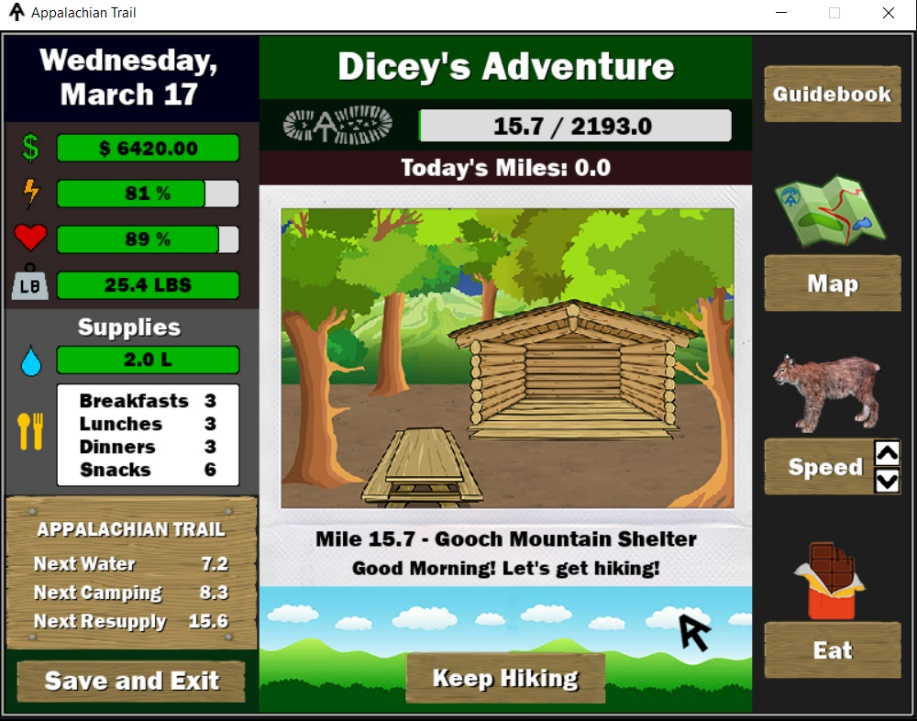 Appalachian Trail
Wednesday,
March 17
$ 6420.00
81 %
89 %
LB
25.4 LBS
Supplies
2.0 L
Breakfasts 3
Lunches 3
Dinners 3
Snacks 6
APPALACHIAN TRAIL
Next Water 7.2
Next Camping 8.3
Next Resupply 15.6
Save and Exit
Dicey's Adventure
15.7 / 2193.0
Today's Miles: 0.0
Mile 15.7 - Gooch Mountain Shelter
Good Morning! Let's get hiking!
Keep Hiking
Guidebook
Map
Speed
Eat